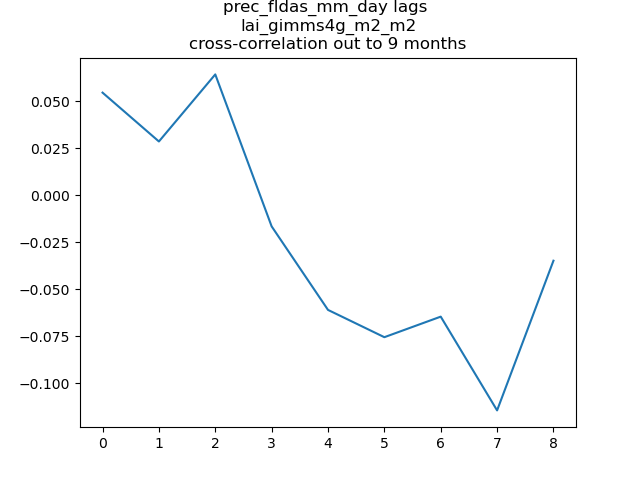 prec_fldas_mm_day lags
lai_gimms4g_m2_m2
cross-correlation out to 9 months
0.050
0.025
0.000
−0.025
−0.050
−0.075
−0.100
0 1 2 3 4 5 6 7 8